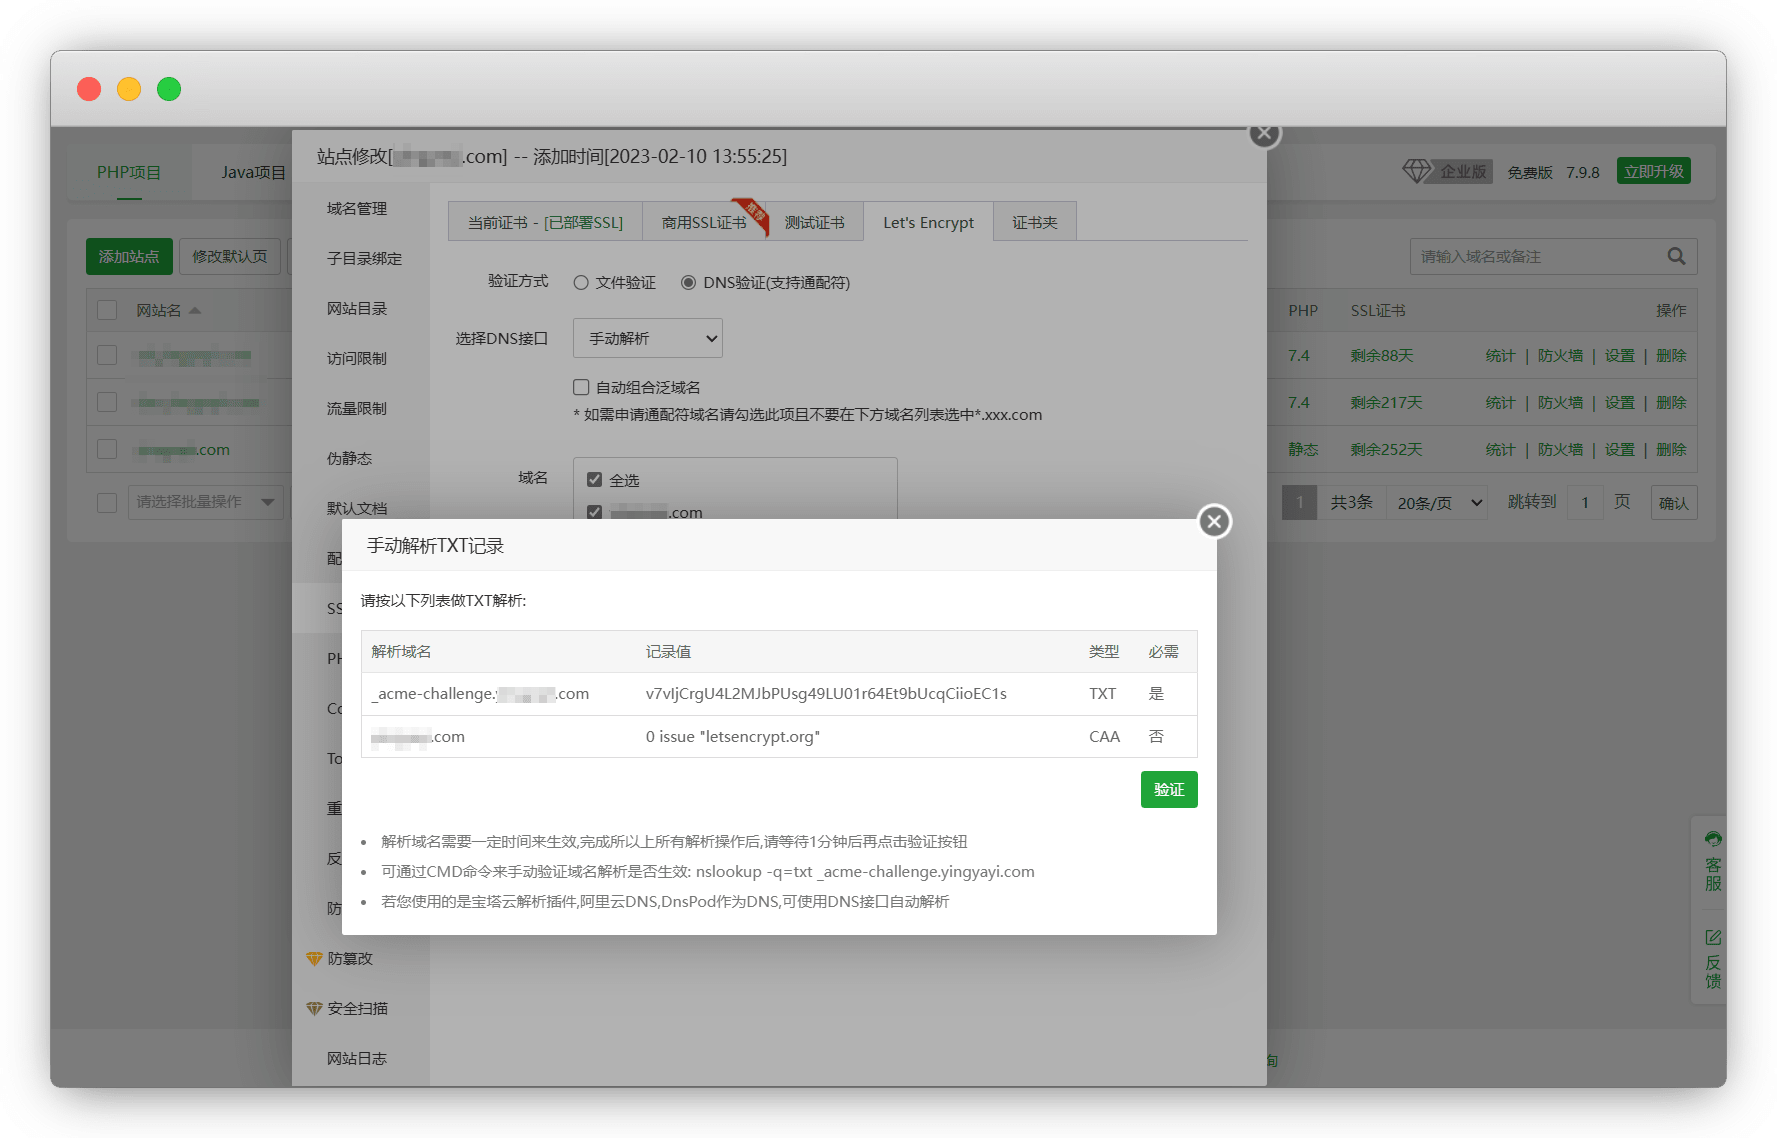 站点修改[ .com] -- 添加时间[2023-02-10 13:55:25]
PHP项目
Java项目
企业版
免费版
7.9.8
立即升级
添加站点
修改默认页
请输入域名或备注
网站名
PHP
SSL证书
操作
7.4
剩余88天
统计 | 防火墙 | 设置 | 删除
7.4
剩余217天
统计 | 防火墙 | 设置 | 删除
.com
静态
剩余252天
统计 | 防火墙 | 设置 | 删除
请选择批量操作
1
共3条
20条/页
跳转到
1
页
确认
域名管理
子目录绑定
网站目录
访问限制
流量限制
伪静态
默认文档
配
SS
PH
Co
To
重
反
防
防篡改
安全扫描
网站日志
当前证书 - [已部署SSL]
商用SSL证书
推荐
测试证书
Let's Encrypt
证书夹
验证方式
文件验证
DNS验证(支持通配符)
选择DNS接口
手动解析
自动组合泛域名
* 如需申请通配符域名请勾选此项目不要在下方域名列表选中*.xxx.com
域名
全选
.com
手动解析TXT记录
请按以下列表做TXT解析:
解析域名 记录值 类型 必需
_acme-challenge. .com v7vIjCrgU4L2MJbPUsg49LU01r64Et9bUcqCiioEC1s TXT 是
.com 0 issue "letsencrypt.org" CAA 否
验证
解析域名需要一定时间来生效,完成所以上所有解析操作后,请等待1分钟后再点击验证按钮
可通过CMD命令来手动验证域名解析是否生效: nslookup -q=txt _acme-challenge.yingyayi.com
若您使用的是宝塔云解析插件,阿里云DNS,DnsPod作为DNS,可使用DNS接口自动解析
客服
反馈
询